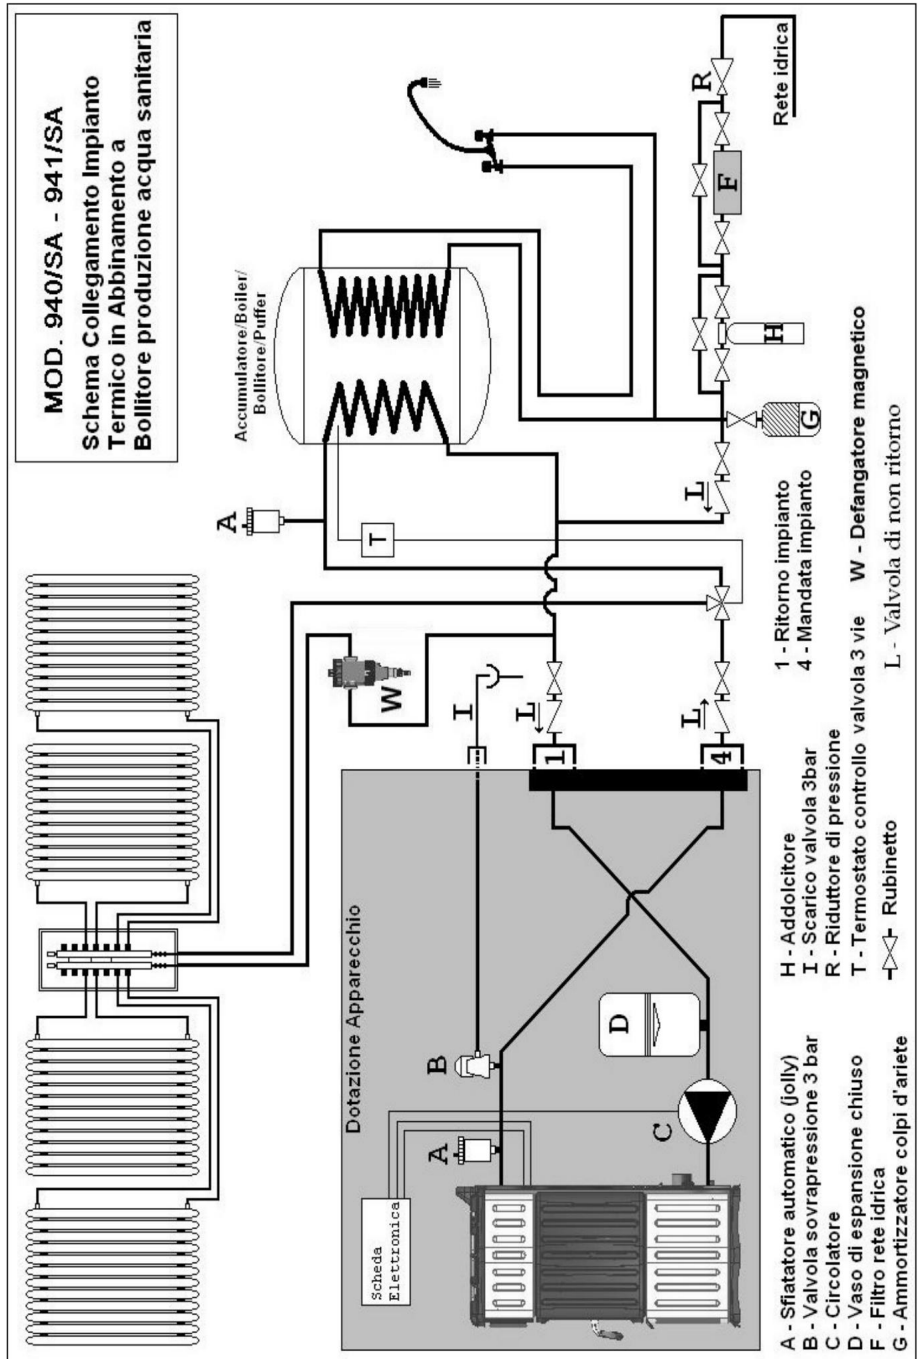 MOD. 940/SA - 941/SA
Schema Collegamento Impianto
Termico in Abbinamento a
Bollitore produzione acqua sanitaria
Accumulatore/Boiler/
Bollitore/Puffer
A
T
W
I
L
1
L
4
L
G
H
F
R
Rete idrica
Dotazione Apparecchio
Scheda
Elettronica
A
B
C
D
1 - Ritorno impianto
4 - Mandata impianto
A - Sfiatatore automatico (jolly)
B - Valvola sovrapressione 3 bar
C - Circolatore
D - Vaso di espansione chiuso
F - Filtro rete idrica
G - Ammortizzatore colpi d'ariete
H - Addolcitore
I - Scarico valvola 3bar
R - Riduttore di pressione
T - Termostato controllo valvola 3 vie
W - Defangatore magnetico
Rubinetto
L - Valvola di non ritorno